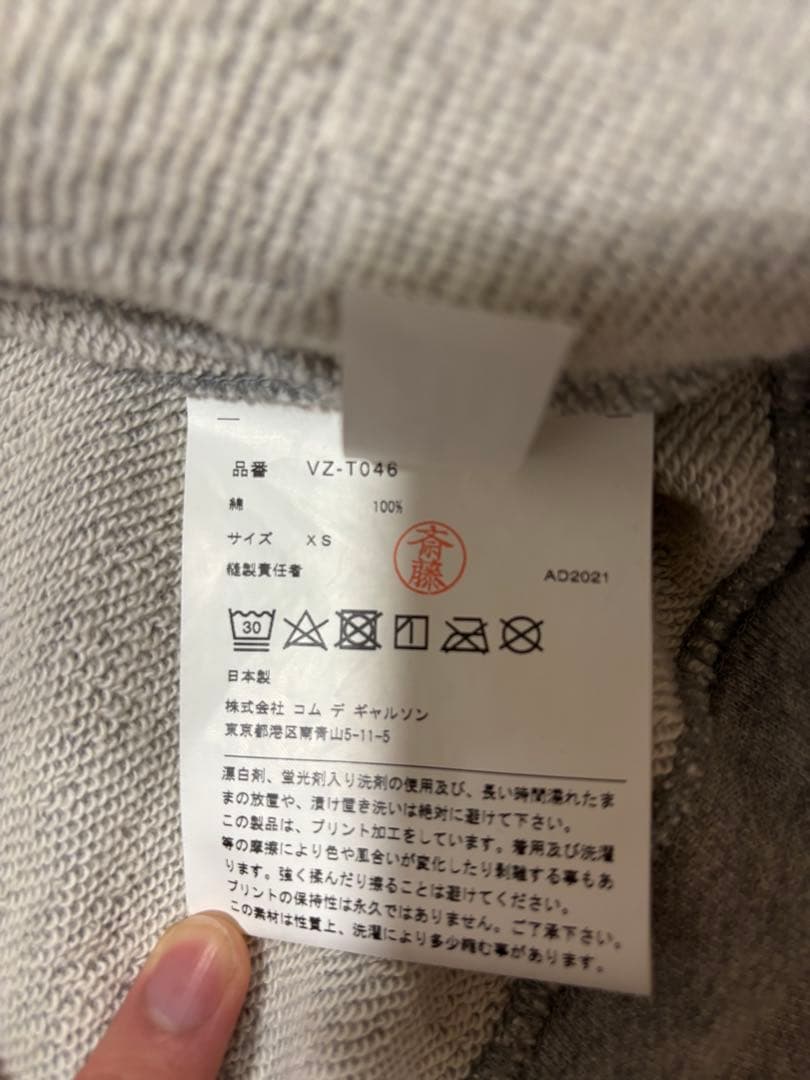 品番 VZ-T046
綿 100%
サイズ XS
縫製責任者 斎藤 AD2021
30
日本製
株式会社 コム デ ギャルソン
東京都港区南青山5-11-5
漂白剤、蛍光剤入り洗剤の使用及び、長い時間濡れたま
まの放置や、漬け置き洗いは絶対に避けて下さい。
この製品は、プリント加工をしています。着用及び洗濯
等の摩擦により色や風合いが変化したり剥離する事もあ
ります。強く揉んだり擦ることは避けてください。
プリントの保持性は永久ではありません。ご了承下さい。
この素材は性質上、洗濯により多少縮む事があります。